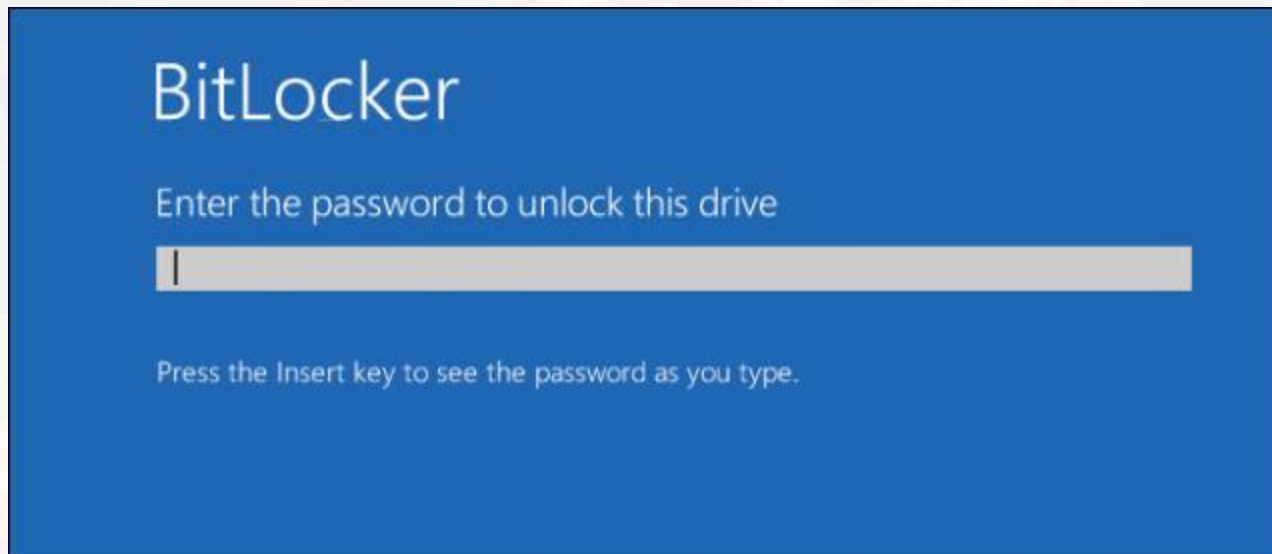 BitLocker
Enter the password to unlock this drive
Press the Insert key to see the password as you type.